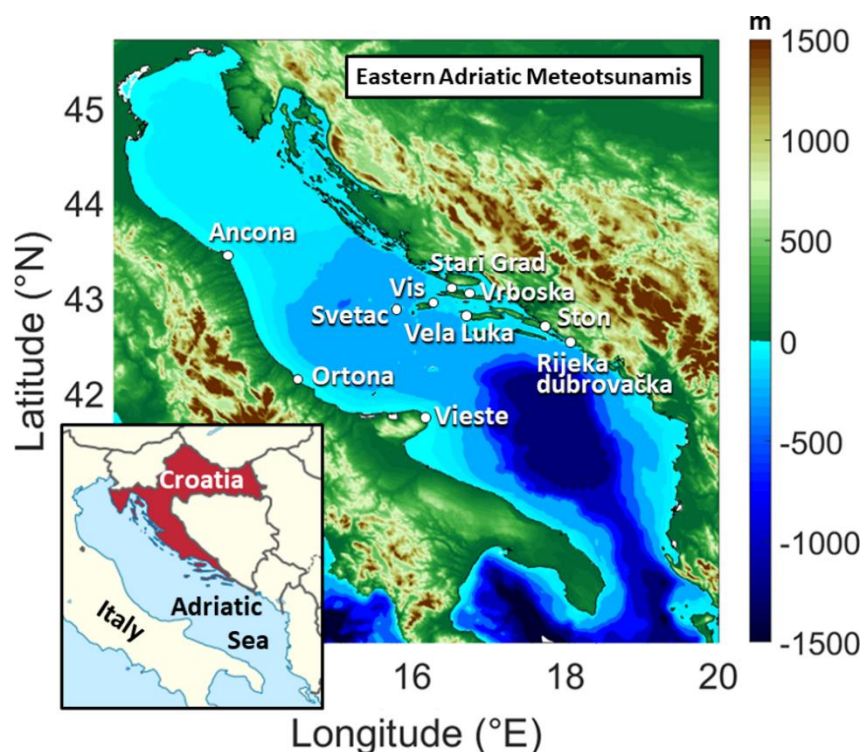 m
Eastern Adriatic Meteotsunamis
1500
1000
500
0
-500
-1000
-1500
45
44
43
42
Latitude (°N)
Ancona
Stari Grad
Vis
Vrboska
Svetac
Ston
Vela Luka
Rijeka
dubrovačka
Ortona
Vieste
Croatia
Italy
Adriatic
Sea
16
18
20
Longitude (°E)